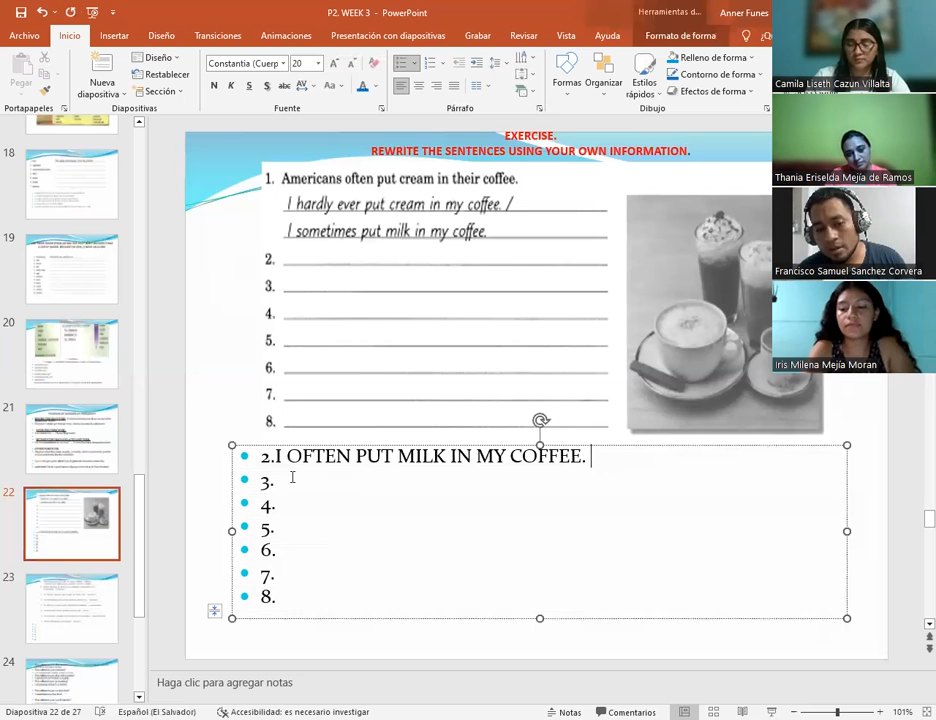 P2. WEEK 3 - PowerPoint
Herramientas d...
Anner Funes
Archivo
Inicio
Insertar
Diseño
Transiciones
Animaciones
Presentación con diapositivas
Grabar
Revisar
Vista
Ayuda
Formato de forma
Pegar
Nueva diapositiva
Diseño
Restablecer
Sección
Constantia (Cuerp
20
N K S S abc AV Aa A
Formas
Organizar
Estilos rápidos
Relleno de forma
Contorno de forma
Efectos de forma
Portapapeles
Diapositivas
Fuente
Párrafo
Dibujo
Camila Liseth Cazun Villalta
Thania Eriselda Mejía de Ramos
Francisco Samuel Sanchez Corvera
Iris Milena Mejía Moran
18
19
20
21
22
23
24
EXERCISE.
REWRITE THE SENTENCES USING YOUR OWN INFORMATION.
1. Americans often put cream in their coffee.
I hardly ever put cream in my coffee. /
I sometimes put milk in my coffee.
2.
3.
4.
5.
6.
7.
8.
2.I OFTEN PUT MILK IN MY COFFEE.
3.
4.
5.
6.
7.
8.
Haga clic para agregar notas
Diapositiva 22 de 27
Español (El Salvador)
Accesibilidad: es necesario investigar
Notas
Comentarios
101%